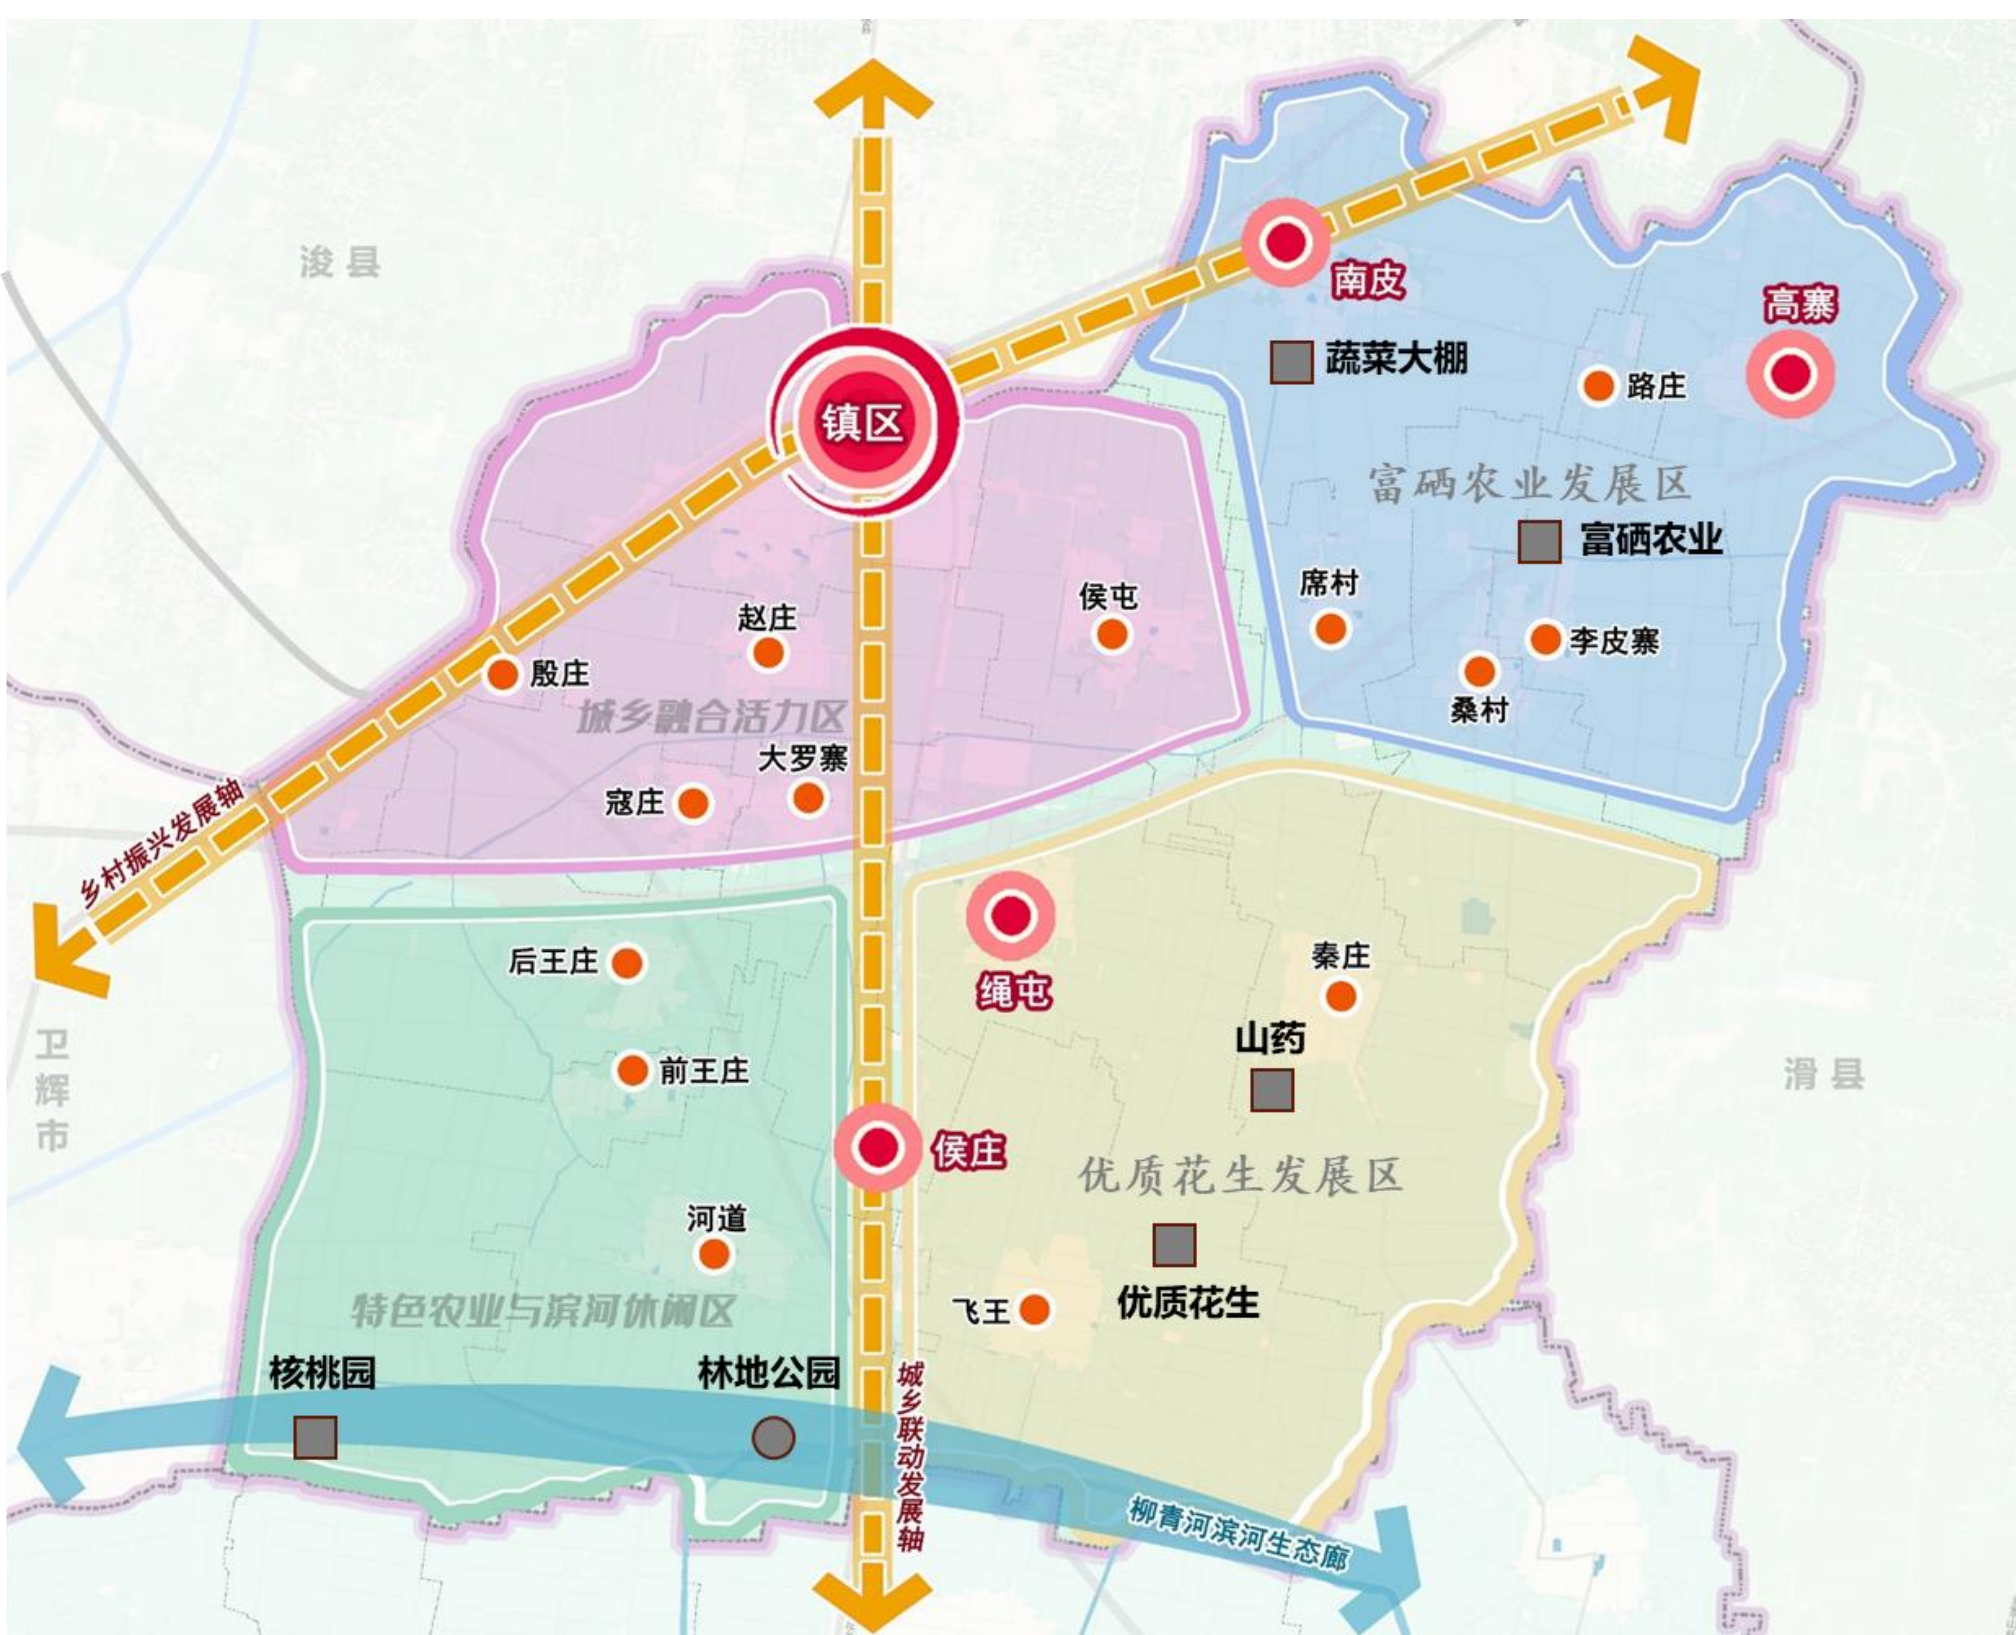 浚县
南皮
高寨
蔬菜大棚
路庄
镇区
富硒农业发展区
富硒农业
席村
侯屯
赵庄
李皮寨
殷庄
桑村
城乡融合活力区
大罗寨
寇庄
乡村振兴发展轴
绳屯
后王庄
秦庄
山药
卫辉市
前王庄
滑县
侯庄
优质花生发展区
河道
优质花生
飞王
特色农业与滨河休闲区
核桃园
林地公园
城乡联动发展轴
柳青河滨河生态廊